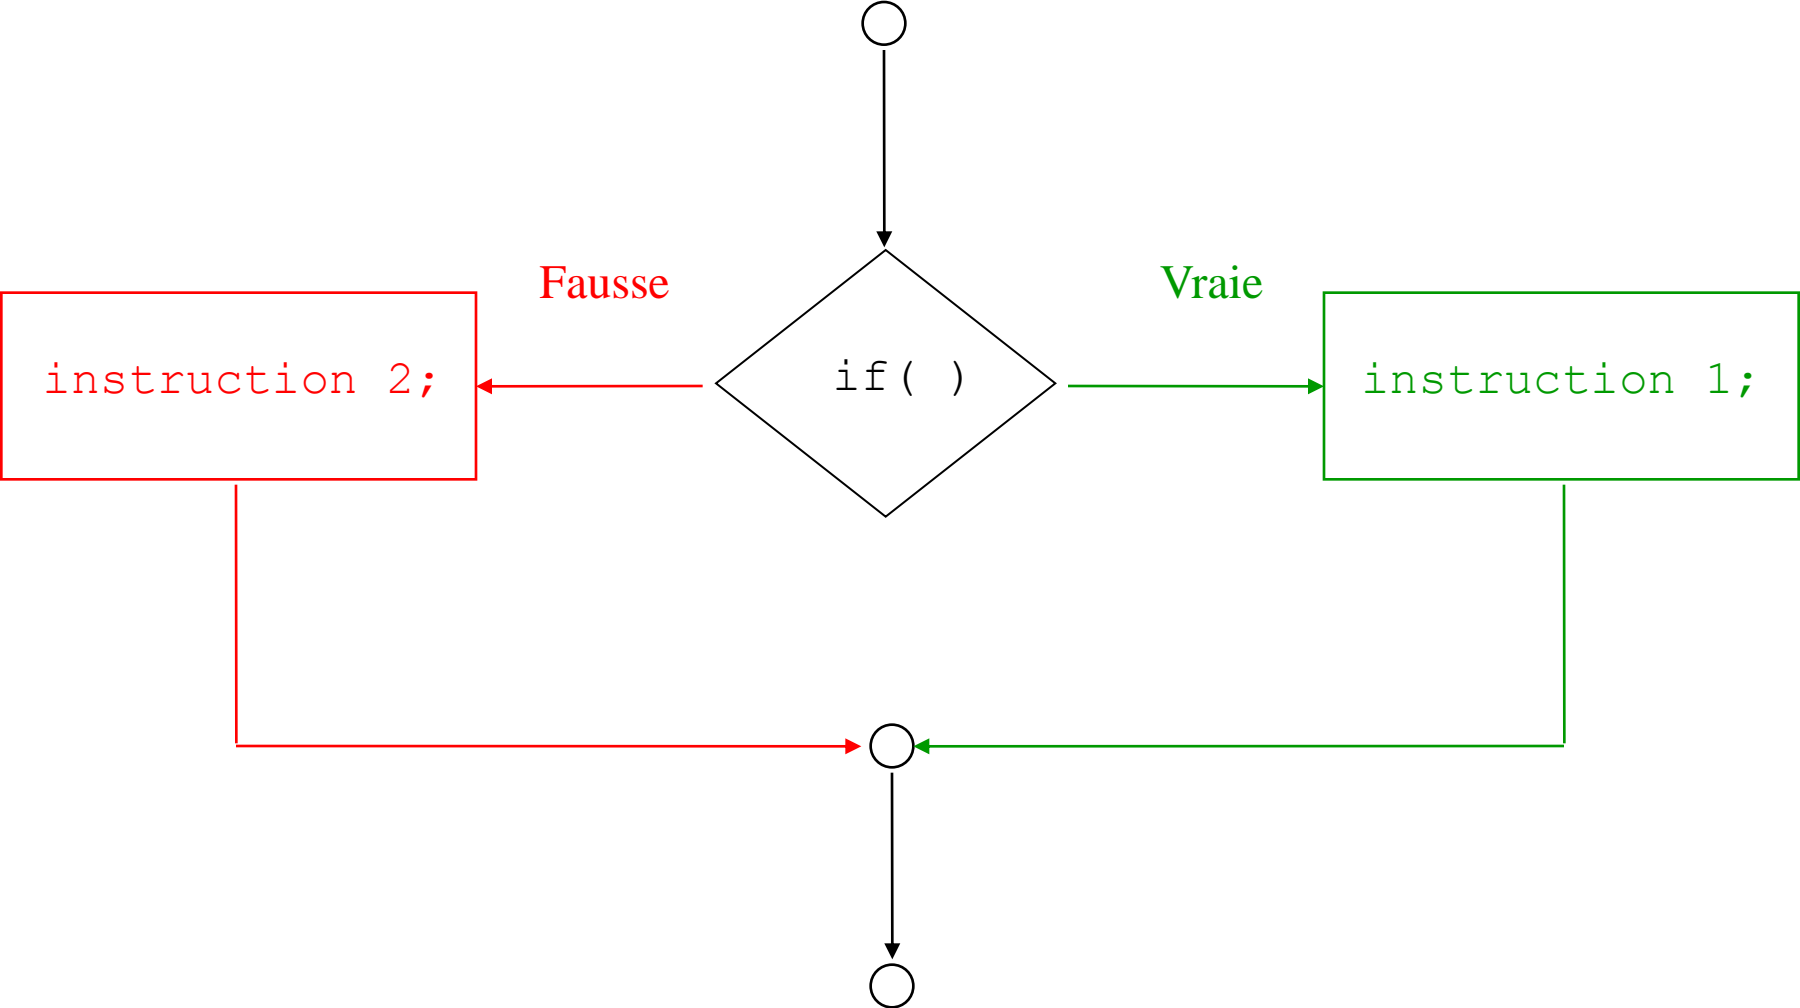 Fausse
Vraie
instruction 2;
if( )
instruction 1;